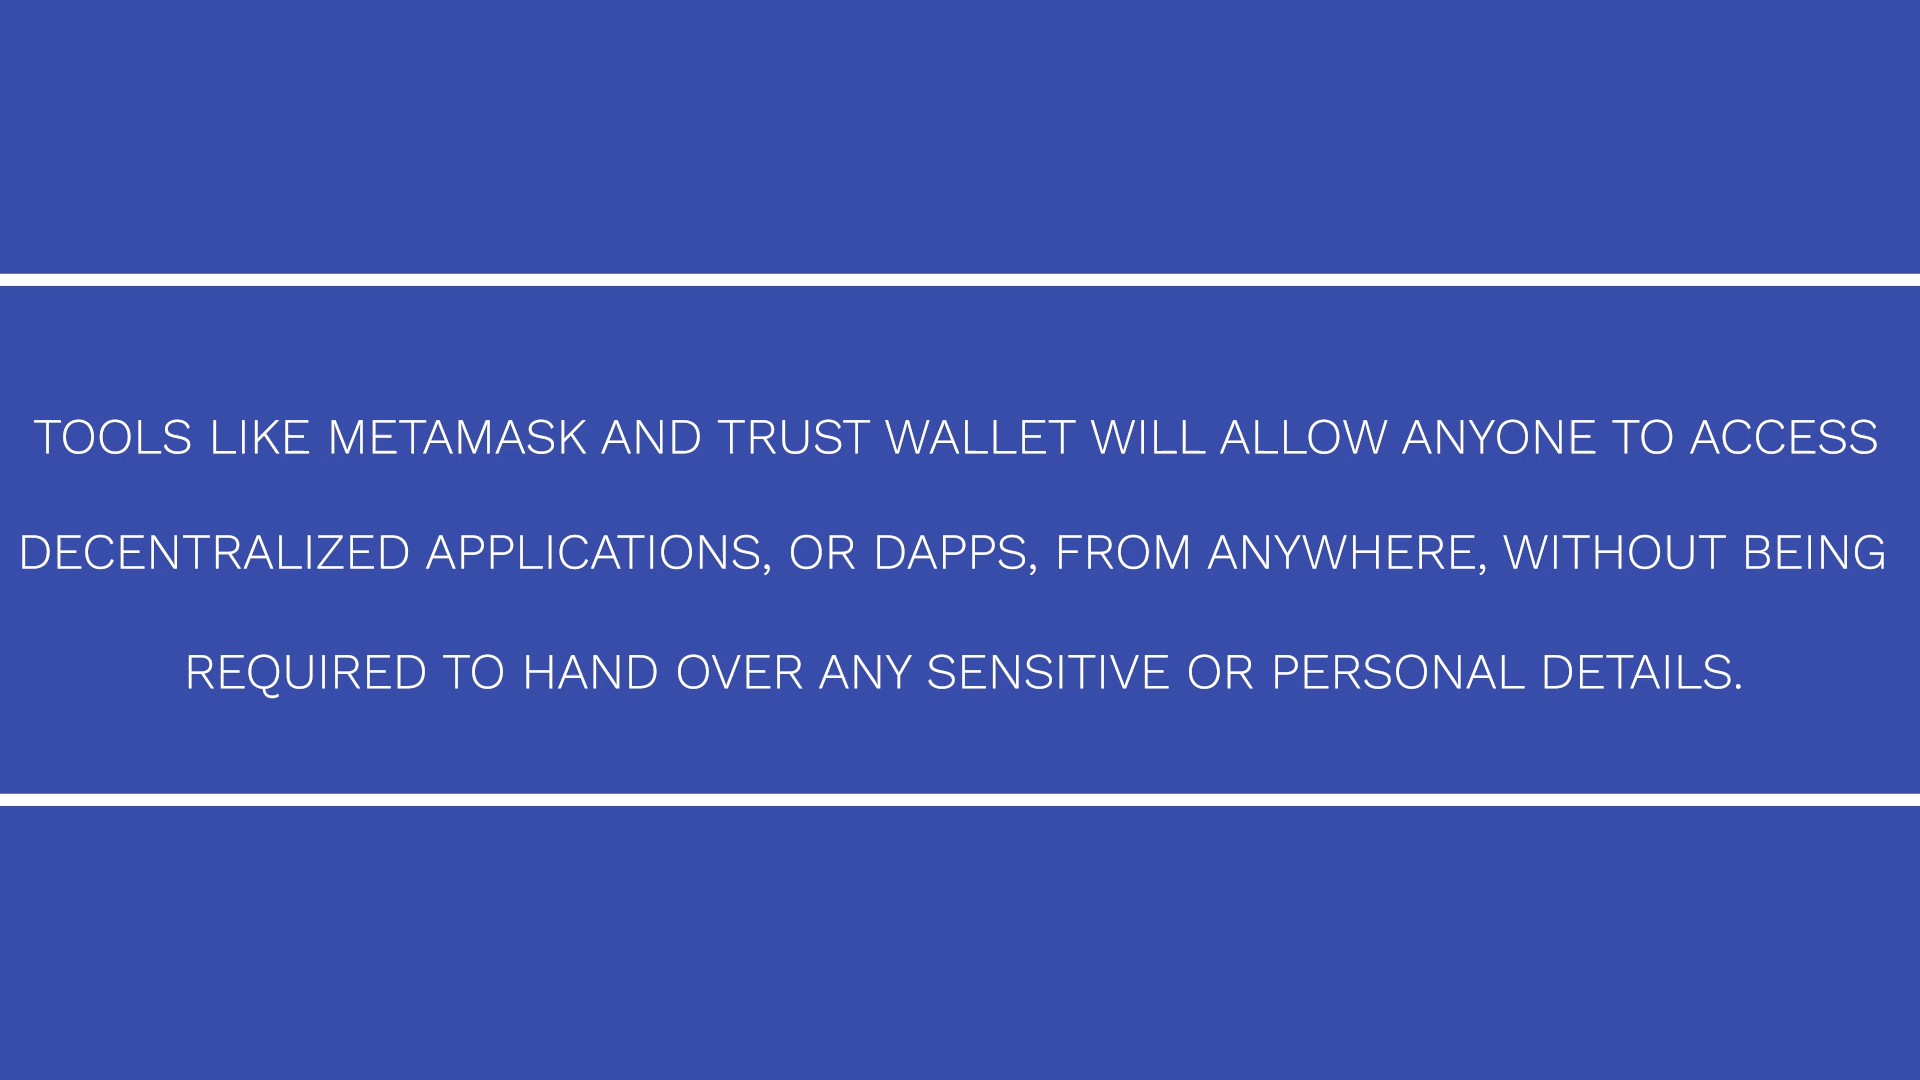 TOOLS LIKE METAMASK AND TRUST WALLET WILL ALLOW ANYONE TO ACCESS
DECENTRALIZED APPLICATIONS, OR DAPPS, FROM ANYWHERE, WITHOUT BEING
REQUIRED TO HAND OVER ANY SENSITIVE OR PERSONAL DETAILS.